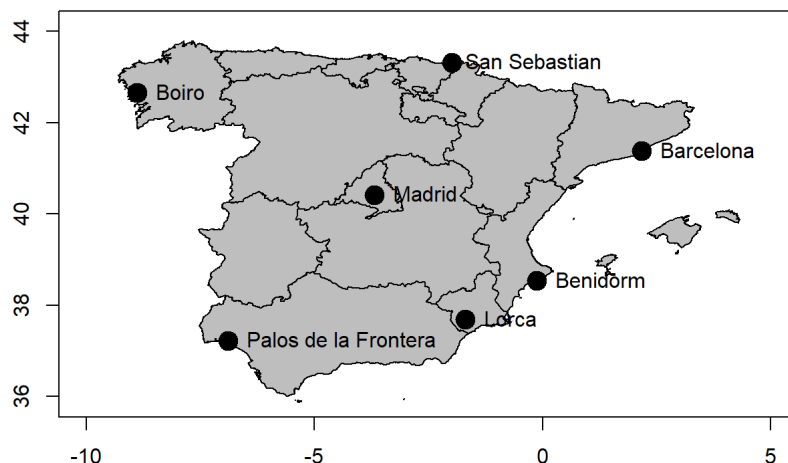 44
San Sebastian
Boiro
42
Barcelona
Madrid
40
Benidorm
38
Lorca
Palos de la Frontera
36
-10 -5 0 5